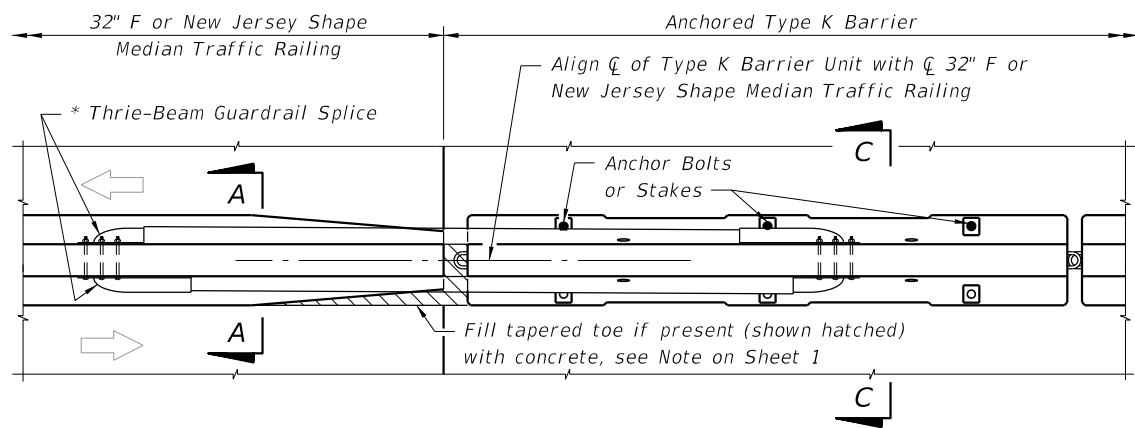 32" F or New Jersey Shape
Median Traffic Railing
Anchored Type K Barrier
Align ℄ of Type K Barrier Unit with ℄ 32" F or
New Jersey Shape Median Traffic Railing
* Thrie-Beam Guardrail Splice
Anchor Bolts
or Stakes
A
C
A
C
Fill tapered toe if present (shown hatched)
with concrete, see Note on Sheet 1